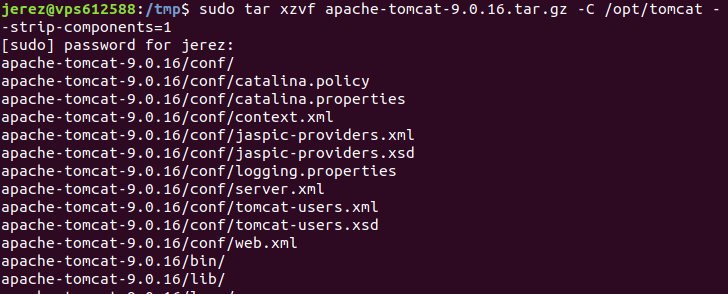 jerez@vps612588:/tmp$ sudo tar xzvf apache-tomcat-9.0.16.tar.gz -C /opt/tomcat -
-strip-components=1
[sudo] password for jerez:
apache-tomcat-9.0.16/conf/
apache-tomcat-9.0.16/conf/catalina.policy
apache-tomcat-9.0.16/conf/catalina.properties
apache-tomcat-9.0.16/conf/context.xml
apache-tomcat-9.0.16/conf/jaspic-providers.xml
apache-tomcat-9.0.16/conf/jaspic-providers.xsd
apache-tomcat-9.0.16/conf/logging.properties
apache-tomcat-9.0.16/conf/server.xml
apache-tomcat-9.0.16/conf/tomcat-users.xml
apache-tomcat-9.0.16/conf/tomcat-users.xsd
apache-tomcat-9.0.16/conf/web.xml
apache-tomcat-9.0.16/bin/
apache-tomcat-9.0.16/lib/